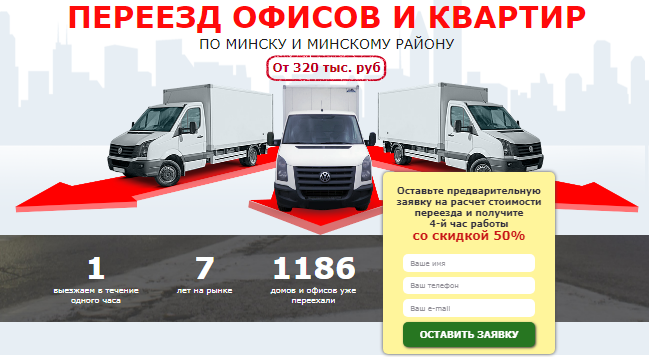 ПЕРЕЕЗД ОФИСОВ И КВАРТИР
ПО МИНСКУ И МИНСКОМУ РАЙОНУ
От 320 тыс. руб
Оставьте предварительную
заявку на расчет стоимости
переезда и получите
4-й час работы
со скидкой 50%
Ваше имя
Ваш телефон
Ваш e-mail
ОСТАВИТЬ ЗАЯВКУ
1
выезжаем в течение
одного часа
7
лет на рынке
1186
домов и офисов уже
переехали